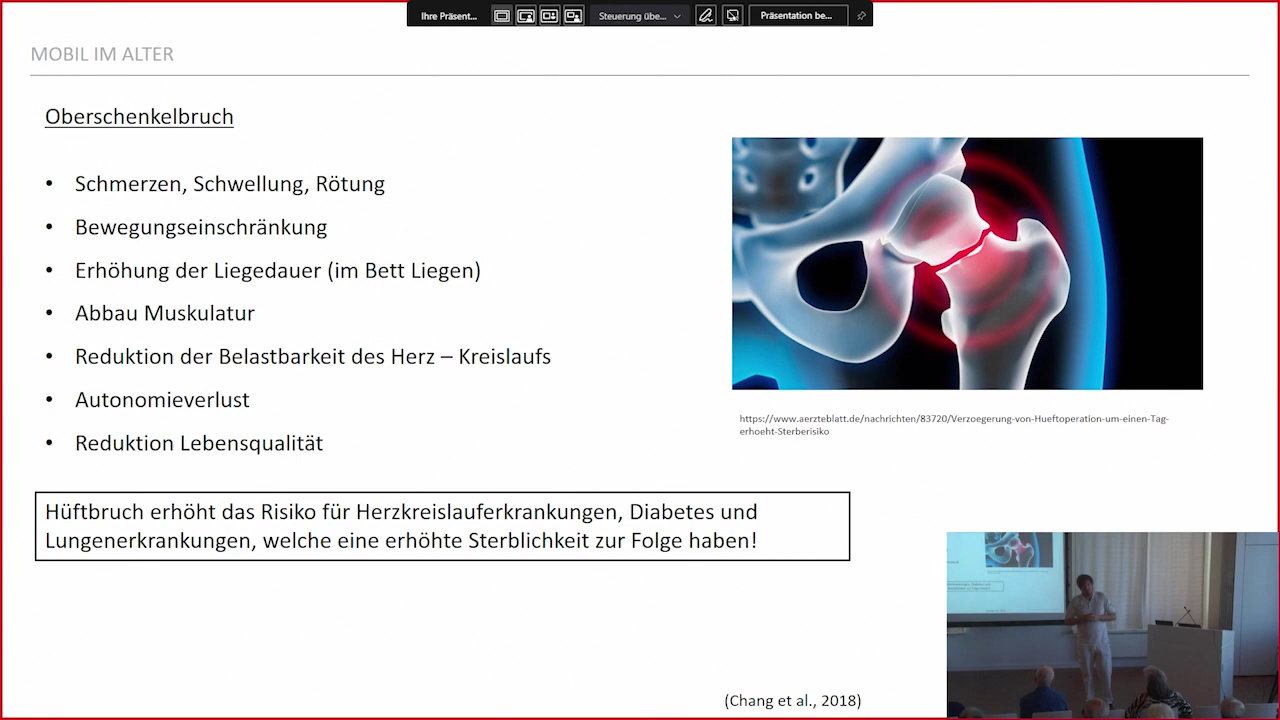 Ihre Präsent...
Steuerung übe...
Präsentation be...
MOBIL IM ALTER
Oberschenkelbruch
• Schmerzen, Schwellung, Rötung
• Bewegungseinschränkung
• Erhöhung der Liegedauer (im Bett Liegen)
• Abbau Muskulatur
• Reduktion der Belastbarkeit des Herz – Kreislaufs
• Autonomieverlust
• Reduktion Lebensqualität
https://www.aerzteblatt.de/nachrichten/83720/Verzoegerung-von-Hueftoperation-um-einen-Tag-
erhoeht-Sterberisiko
Hüftbruch erhöht das Risiko für Herzkreislauferkrankungen, Diabetes und
Lungenerkrankungen, welche eine erhöhte Sterblichkeit zur Folge haben!
(Chang et al., 2018)